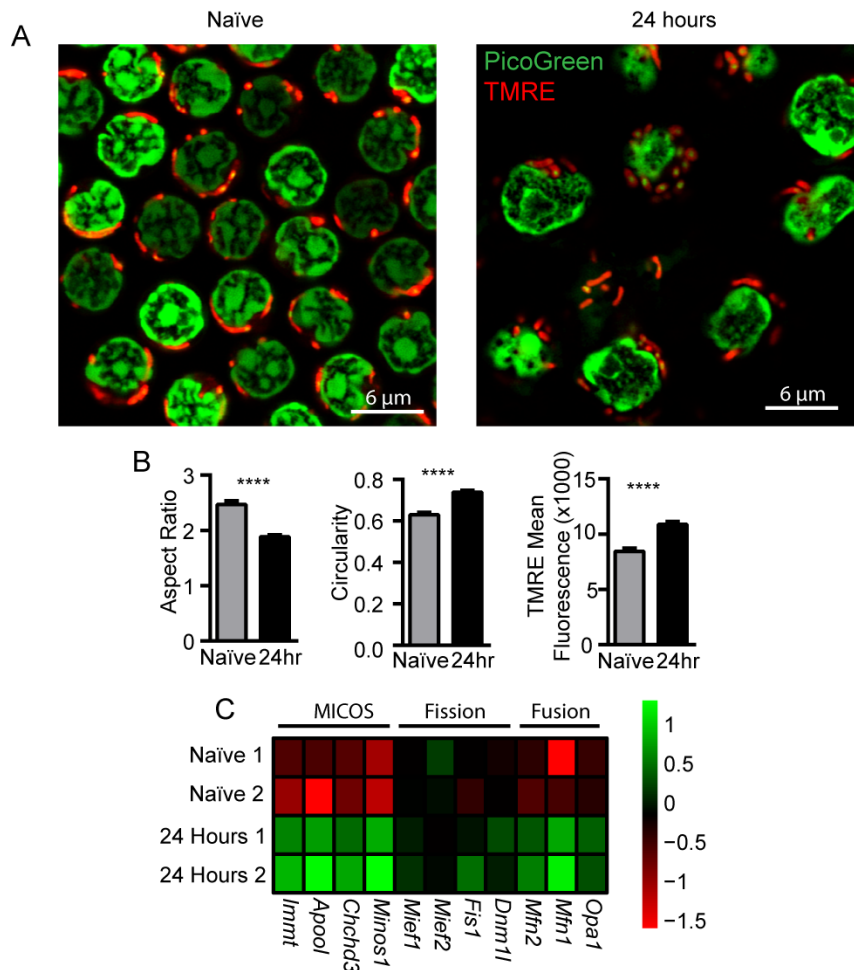 Naïve
24 hours
A
PicoGreen
TMRE
6 µm
6 µm
B
Aspect Ratio
3
2
1
0
****
Naïve 24hr
Circularity
0.8
0.6
0.4
0.2
0.0
****
Naïve 24hr
TMRE Mean
Fluorescence (x1000)
15
10
5
0
****
Naïve 24hr
C
MICOS
Fission
Fusion
Naïve 1
Naïve 2
24 Hours 1
24 Hours 2
Immt
Apool
Chchd3
Minos1
Mief1
Mief2
Fis1
Dnm1l
Mfn2
Mfn1
Opa1
1
0.5
0
−0.5
−1
−1.5